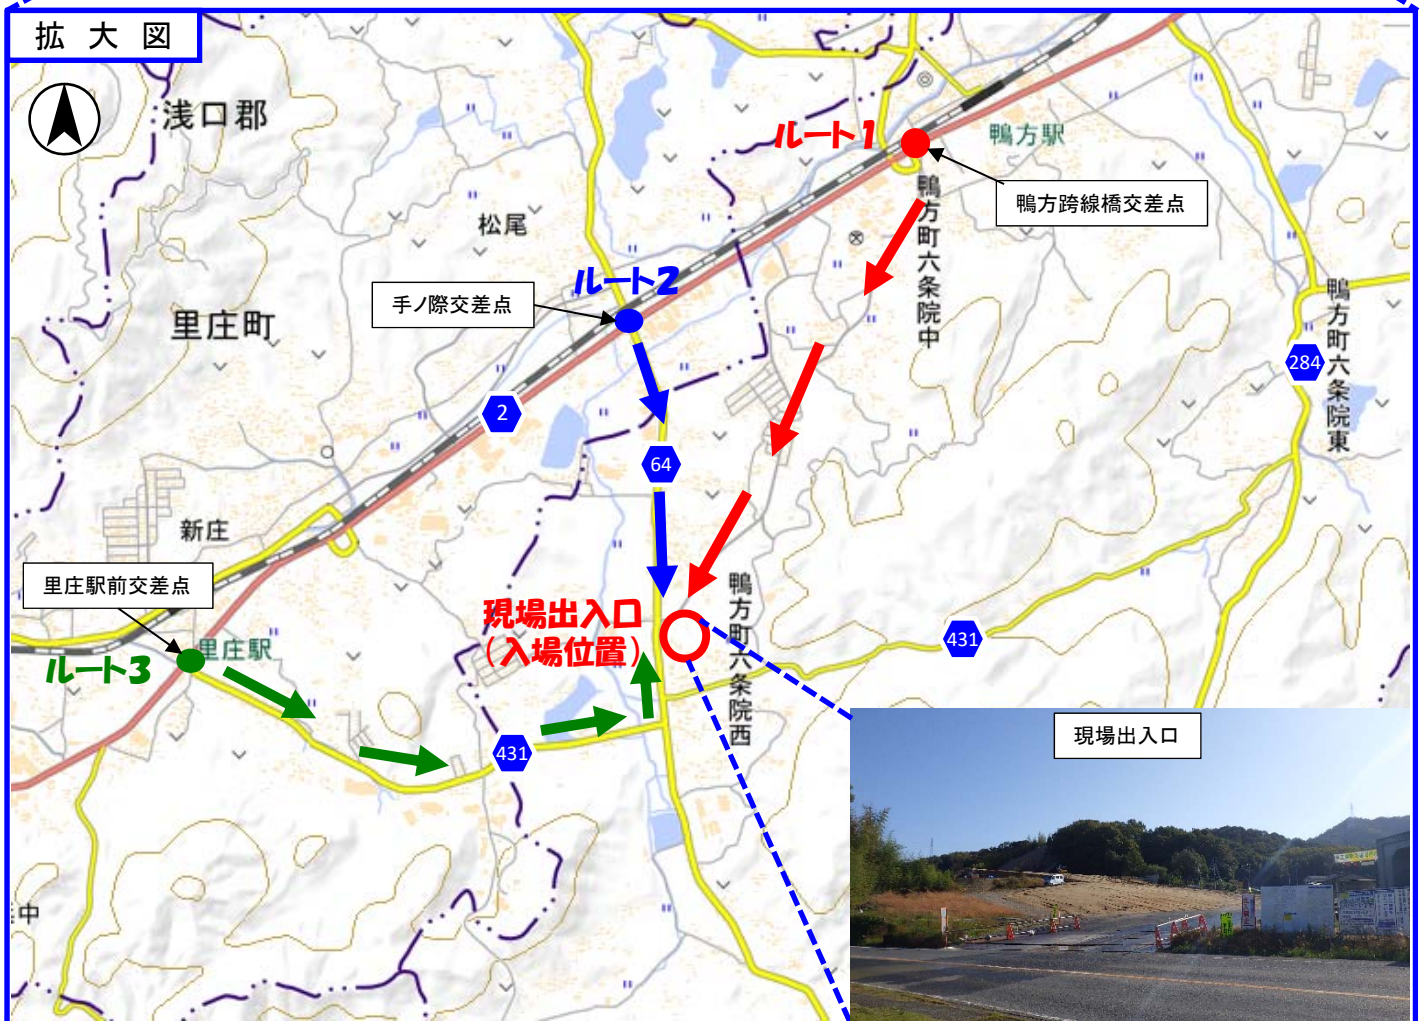 拡大図
浅口郡
ルート1
鴨方駅
鴨方跨線橋交差点
鴨方町六条院中
松尾
ルート2
手ノ際交差点
里庄町
鴨方町六条院東
284
2
64
新庄
里庄駅前交差点
里庄駅
ルート3
現場出入口
（入場位置）
鴨方町六条院西
431
431
現場出入口
中